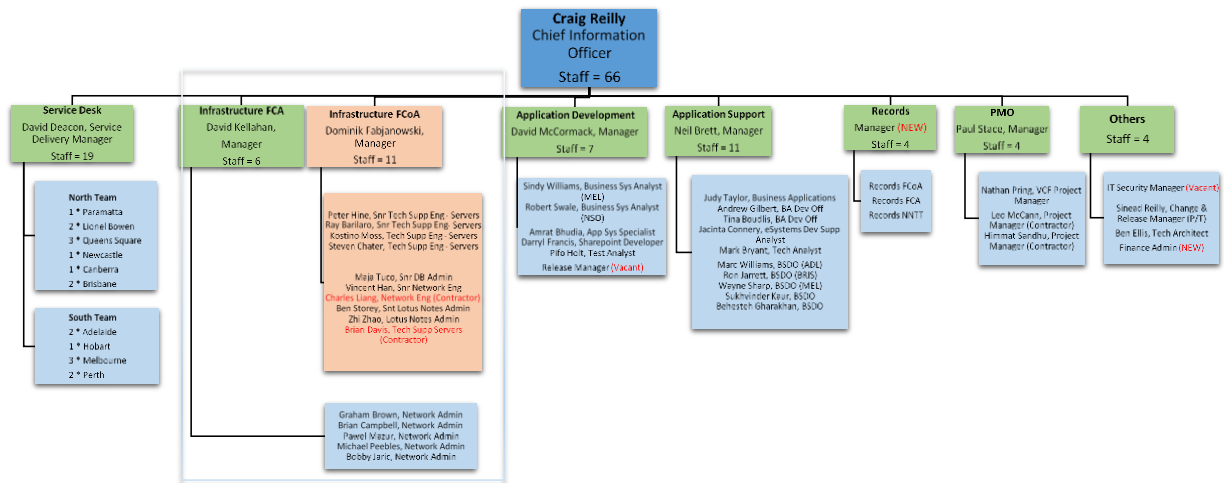 Craig Reilly
Chief Information
Officer
Staff = 66
Service Desk
David Deacon, Service
Delivery Manager
Staff = 19
North Team
1 * Paramatta
2 * Lionel Bowen
3 * Queens Square
1 * Newcastle
1 * Canberra
2 * Brisbane
South Team
2 * Adelaide
1 * Hobart
3 * Melbourne
2 * Perth
Infrastructure FCA
David Kellahan,
Manager
Staff = 6
Infrastructure FCoA
Dominik Fabjanowski,
Manager
Staff = 11
Peter Hine, Snr Tech Supp Eng - Servers
Ray Barilaro, Snr Tech Supp Eng - Servers
Kostino Moss, Tech Supp Eng - Servers
Steven Chater, Tech Supp Eng - Servers
Maja Tuco, Snr DB Admin
Vincent Han, Snr Network Eng
Charles Liang, Network Eng (Contractor)
Ben Storey, Snt Lotus Notes Admin
Zhi Zhao, Lotus Notes Admin
Brian Davis, Tech Supp Servers
(Contractor)
Graham Brown, Network Admin
Brian Campbell, Network Admin
Pawel Mazur, Network Admin
Michael Peebles, Network Admin
Bobby Jaric, Network Admin
Application Development
David McCormack, Manager
Staff = 7
Sindy Williams, Business Sys Analyst
(MEL)
Robert Swale, Business Sys Analyst
(NSO)
Amrat Bhudia, App Sys Specialist
Darryl Francis, Sharepoint Developer
Pifo Holt, Test Analyst
Release Manager (Vacant)
Application Support
Neil Brett, Manager
Staff = 11
Judy Taylor, Business Applications
Andrew Gilbert, BA Dev Off
Tina Boudlis, BA Dev Off
Jacinta Connery, eSystems Dev Supp
Analyst
Mark Bryant, Tech Analyst
Marc Williams, BSDO (ADL)
Ron Jarrett, BSDO (BRIS)
Wayne Sharp, BSDO (MEL)
Sukhvinder Kaur, BSDO
Behesteh Gharakhan, BSDO
Records
Manager (NEW)
Staff = 4
Records FCoA
Records FCA
Records NNTT
PMO
Paul Stace, Manager
Staff = 4
Nathan Pring, VCF Project
Manager
Leo McCann, Project
Manager (Contractor)
Himmat Sandhu, Project
Manager (Contractor)
Others
Staff = 4
IT Security Manager (Vacant)
Sinead Reilly, Change &
Release Manager (P/T)
Ben Ellis, Tech Architect
Finance Admin (NEW)